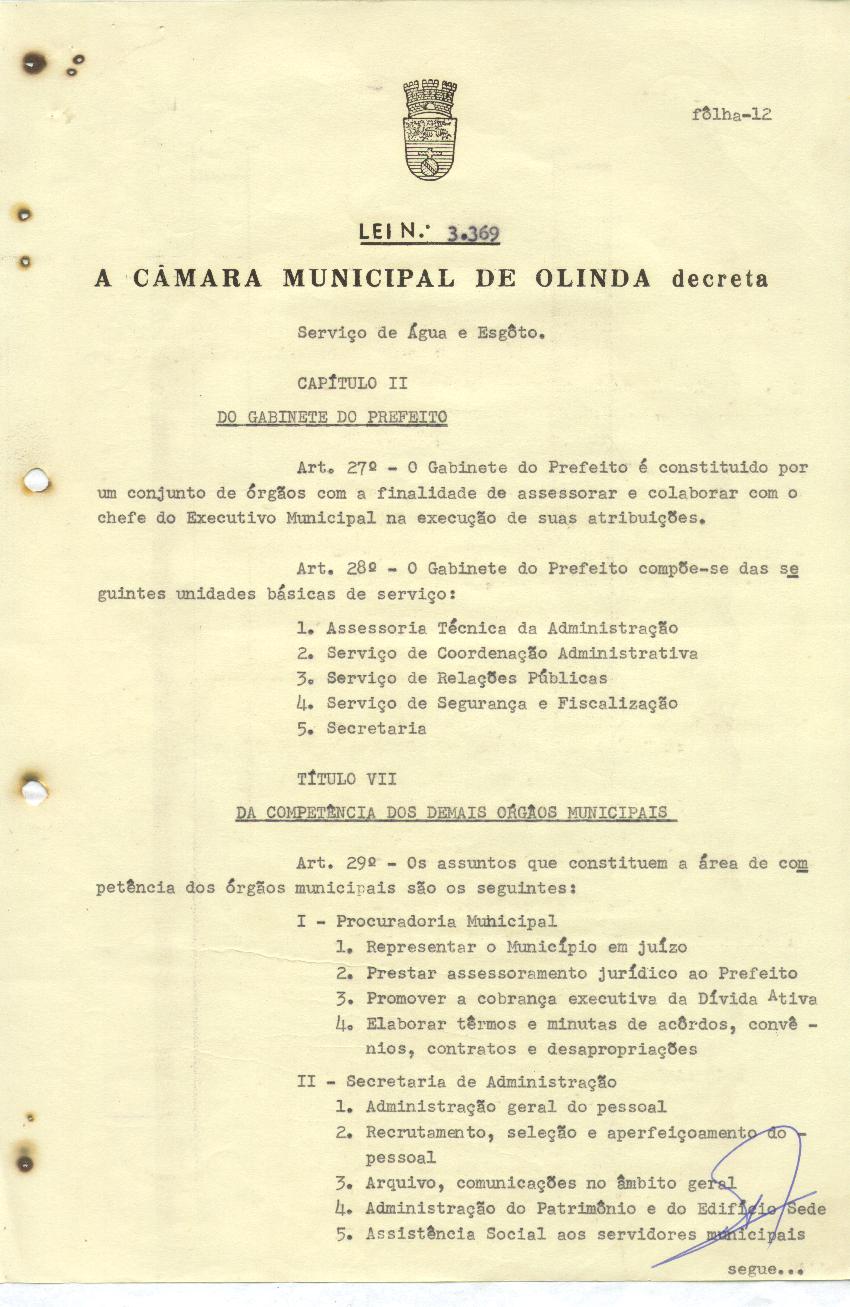 fôlha-12
LEI N.º 3.369
A CÂMARA MUNICIPAL DE OLINDA decreta
Serviço de Água e Esgôto.
CAPÍTULO II
DO GABINETE DO PREFEITO
Art. 27º - O Gabinete do Prefeito é constituido por
um conjunto de órgãos com a finalidade de assessorar e colaborar com o
chefe do Executivo Municipal na execução de suas atribuições.
Art. 28º - O Gabinete do Prefeito compõe-se das se
guintes unidades básicas de serviço:
1. Assessoria Técnica da Administração
2. Serviço de Coordenação Administrativa
3. Serviço de Relações Públicas
4. Serviço de Segurança e Fiscalização
5. Secretaria
TÍTULO VII
DA COMPETÊNCIA DOS DEMAIS ÓRGÃOS MUNICIPAIS
Art. 29º - Os assuntos que constituem a área de com
petência dos órgãos municipais são os seguintes:
I - Procuradoria Municipal
1. Representar o Município em juízo
2. Prestar assessoramento jurídico ao Prefeito
3. Promover a cobrança executiva da Dívida Ativa
4. Elaborar têrmos e minutas de acôrdos, convê -
nios, contratos e desapropriações
II - Secretaria de Administração
1. Administração geral do pessoal
2. Recrutamento, seleção e aperfeiçoamento do -
pessoal
3. Arquivo, comunicações no âmbito geral
4. Administração do Patrimônio e do Edifício Sede
5. Assistência Social aos servidores municipais
segue...